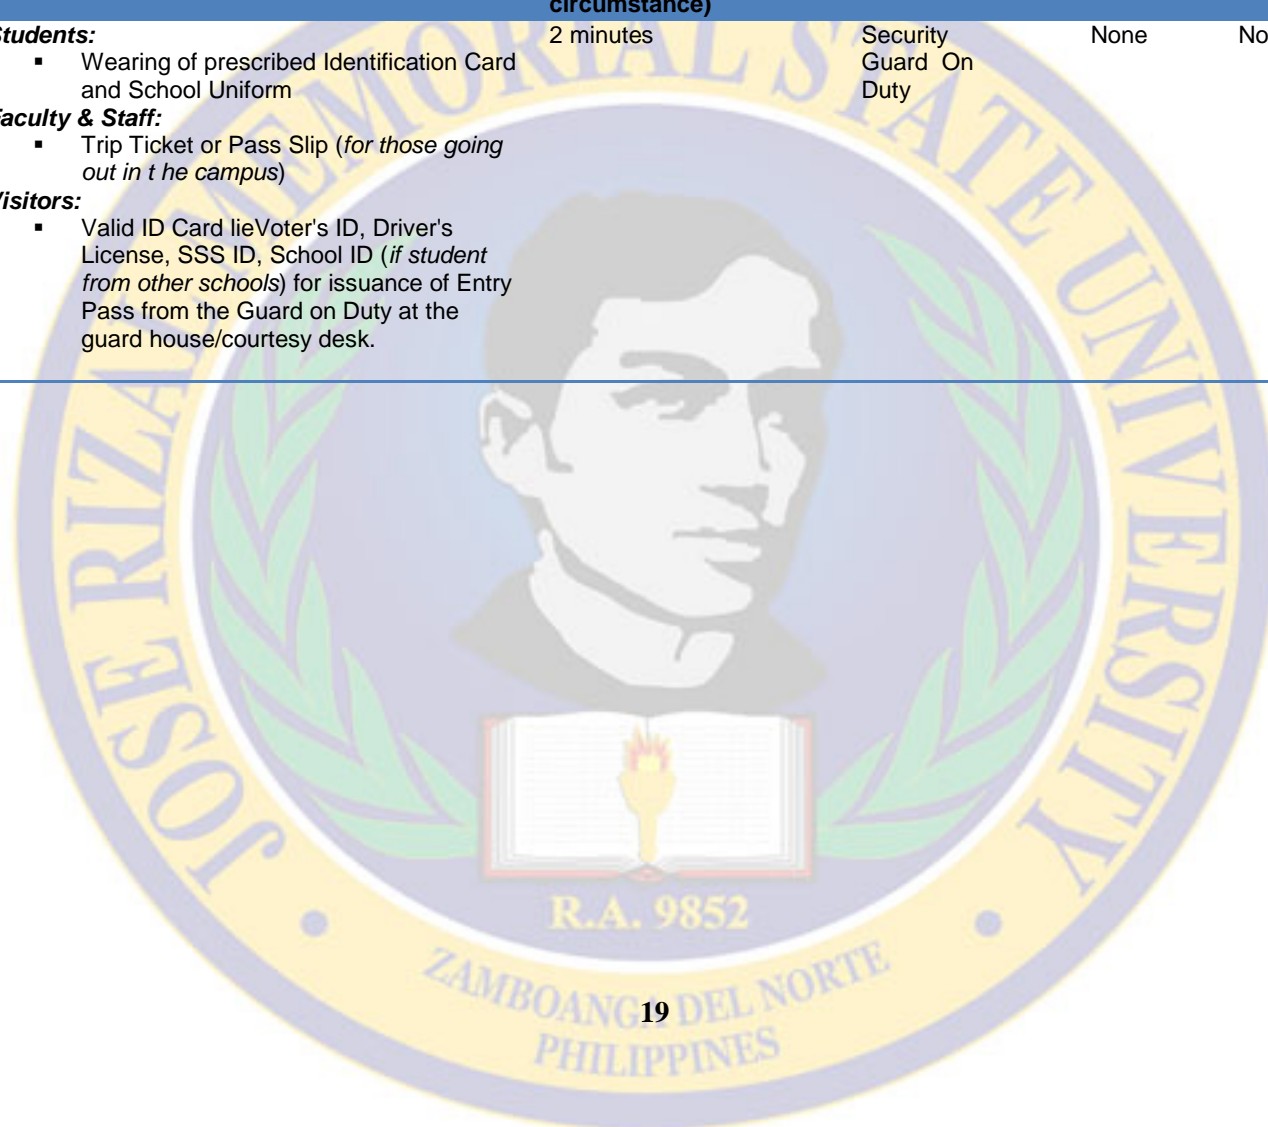 circumstance)
Students: 2 minutes Security None No
▪ Wearing of prescribed Identification Card Guard On
and School Uniform Duty
Faculty & Staff:
▪ Trip Ticket or Pass Slip (for those going
out in t he campus)
Visitors:
▪ Valid ID Card lieVoter's ID, Driver's
License, SSS ID, School ID (if student
from other schools) for issuance of Entry
Pass from the Guard on Duty at the
guard house/courtesy desk.
JOSE RIZAL MEMORIAL STATE UNIVERSITY
R.A. 9852
ZAMBOANGA DEL NORTE
19
PHILIPPINES